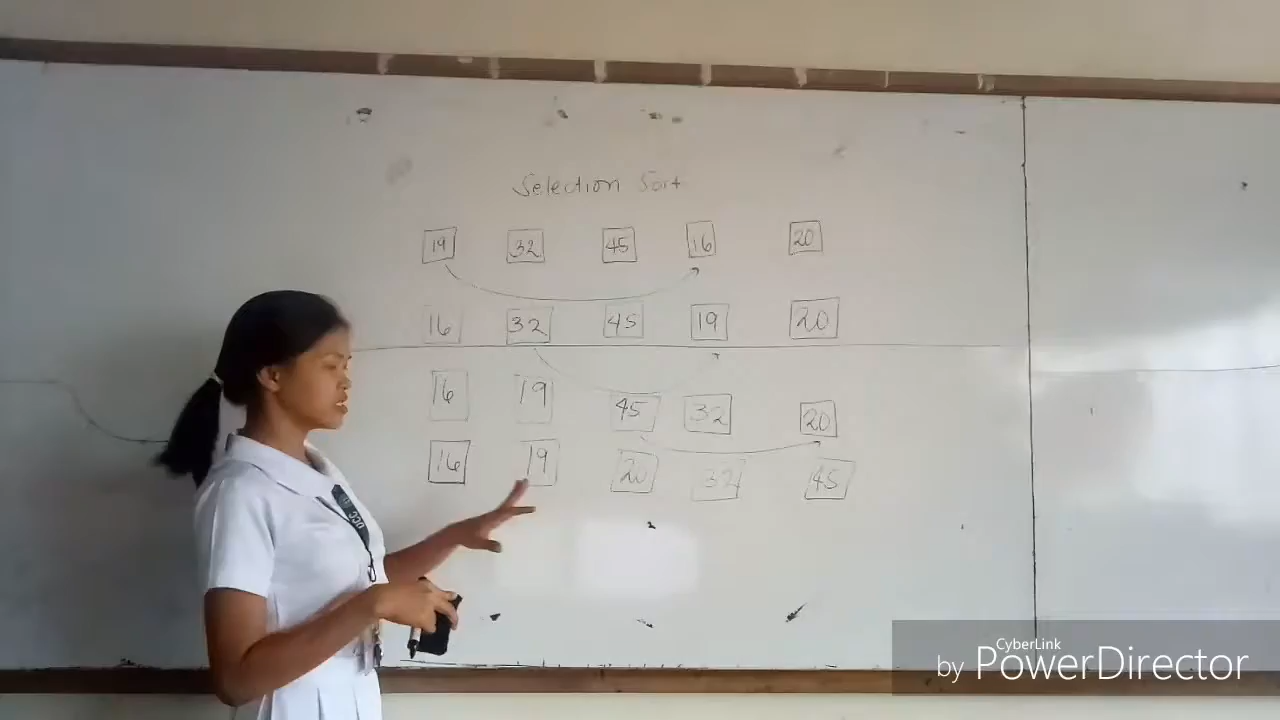 Selection Sort
19 32 45 16 20
16 32 45 19 20
16 19 45 32 20
16 19 20 32 45
UCC
CyberLink
by PowerDirector